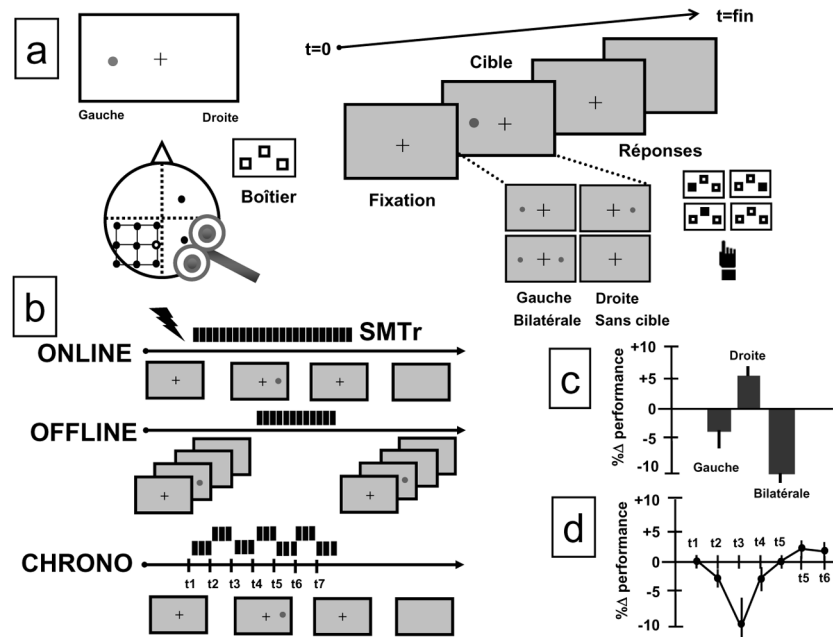 a
Gauche Droite
Boîtier
t=0
t=fin
Cible
Fixation
Réponses
Gauche Droite
Bilatérale Sans cible
b
SMTr
ONLINE
OFFLINE
CHRONO
t1 t2 t3 t4 t5 t6 t7
c
%Δ performance
+10
+5
0
-5
-10
Gauche
Droite
Bilatérale
d
%Δ performance
+10
+5
0
-5
-10
t1 t2 t3 t4 t5 t5 t6